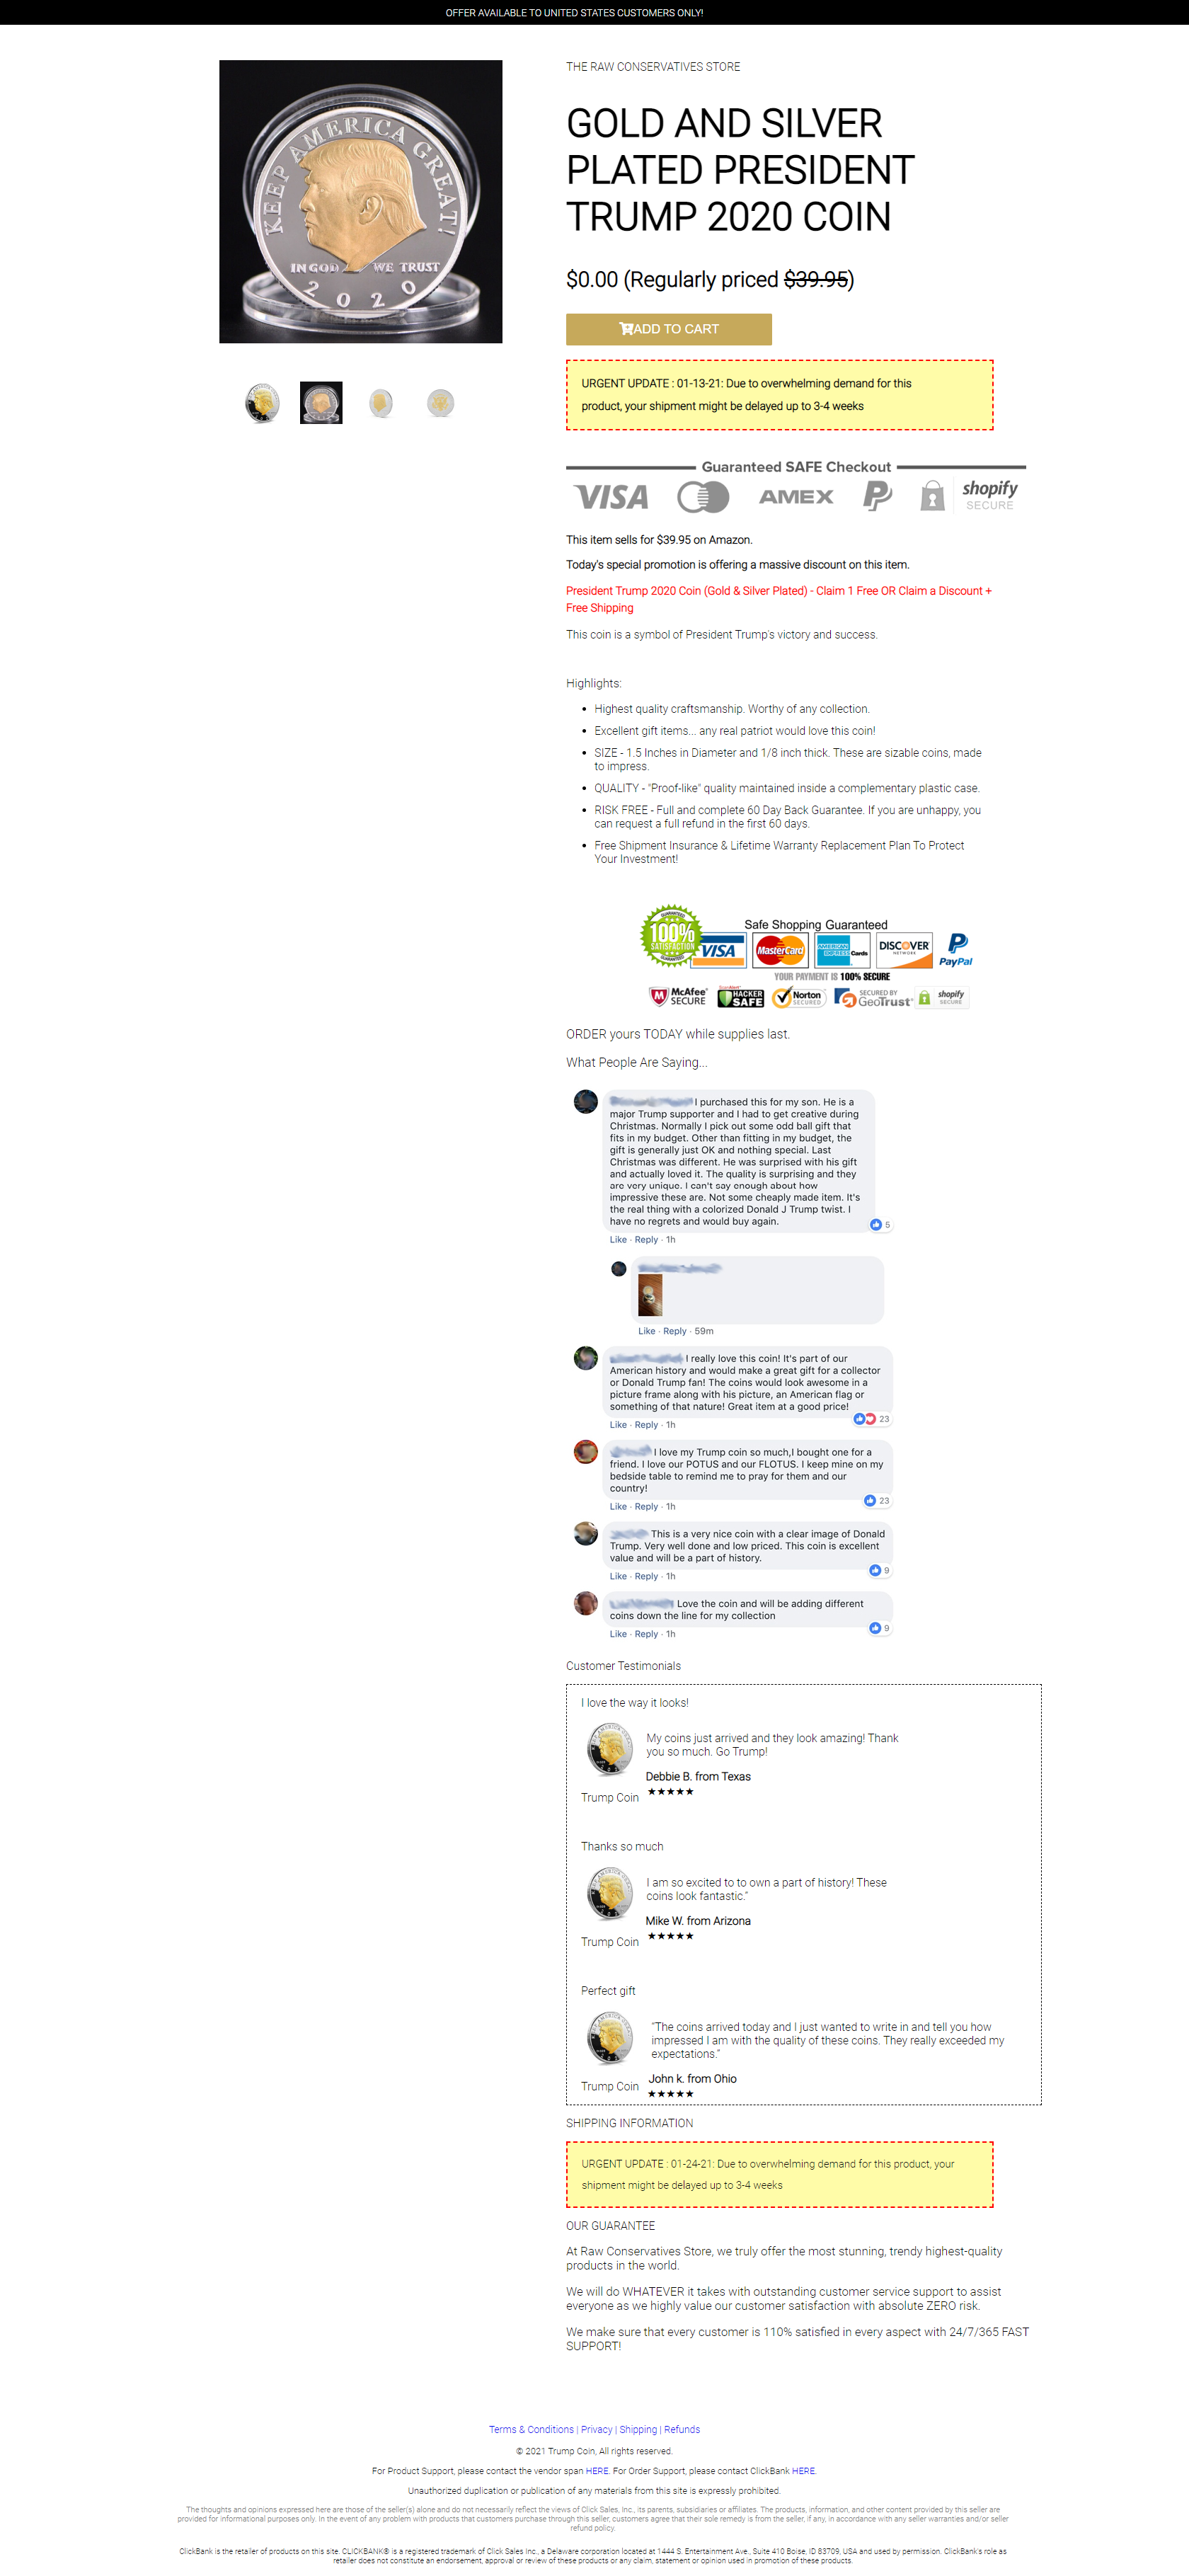 OFFER AVAILABLE TO UNITED STATES CUSTOMERS ONLY!
KEEP AMERICA GREAT!
IN GOD WE TRUST
2020
THE RAW CONSERVATIVES STORE
GOLD AND SILVER
PLATED PRESIDENT
TRUMP 2020 COIN
$0.00 (Regularly priced $39.95)
ADD TO CART
URGENT UPDATE : 01-13-21: Due to overwhelming demand for this
product, your shipment might be delayed up to 3-4 weeks
Guaranteed SAFE Checkout
VISA AMEX shopify
SECURE
This item sells for $39.95 on Amazon.
Today's special promotion is offering a massive discount on this item.
President Trump 2020 Coin (Gold & Silver Plated) - Claim 1 Free OR Claim a Discount +
Free Shipping
This coin is a symbol of President Trump's victory and success.
Highlights:
Highest quality craftsmanship. Worthy of any collection.
Excellent gift items... any real patriot would love this coin!
SIZE - 1.5 Inches in Diameter and 1/8 inch thick. These are sizable coins, made
to impress.
QUALITY - "Proof-like" quality maintained inside a complementary plastic case.
RISK FREE - Full and complete 60 Day Back Guarantee. If you are unhappy, you
can request a full refund in the first 60 days.
Free Shipment Insurance & Lifetime Warranty Replacement Plan To Protect
Your Investment!
GUARANTEED
100%
SATISFACTION
Safe Shopping Guaranteed
VISA MasterCard AMERICAN EXPRESS Cards DISCOVER NETWORK PayPal
YOUR PAYMENT IS 100% SECURE
McAfee SECURE HACKER SAFE Norton SECURED SECURED BY GeoTrust shopify SECURE
ORDER yours TODAY while supplies last.
What People Are Saying...
I purchased this for my son. He is a
major Trump supporter and I had to get creative during
Christmas. Normally I pick out some odd ball gift that
fits in my budget. Other than fitting in my budget, the
gift is generally just OK and nothing special. Last
Christmas was different. He was surprised with his gift
and actually loved it. The quality is surprising and they
are very unique. I can't say enough about how
impressive these are. Not some cheaply made item. It's
the real thing with a colorized Donald J Trump twist. I
have no regrets and would buy again.
5
Like · Reply · 1h
Like · Reply · 59m
I really love this coin! It's part of our
American history and would make a great gift for a collector
or Donald Trump fan! The coins would look awesome in a
picture frame along with his picture, an American flag or
something of that nature! Great item at a good price!
23
Like · Reply · 1h
I love my Trump coin so much,I bought one for a
friend. I love our POTUS and our FLOTUS. I keep mine on my
bedside table to remind me to pray for them and our
country!
23
Like · Reply · 1h
This is a very nice coin with a clear image of Donald
Trump. Very well done and low priced. This coin is excellent
value and will be a part of history.
9
Like · Reply · 1h
Love the coin and will be adding different
coins down the line for my collection
9
Like · Reply · 1h
Customer Testimonials
I love the way it looks!
My coins just arrived and they look amazing! Thank
you so much. Go Trump!
Debbie B. from Texas
★★★★★
Trump Coin
Thanks so much
I am so excited to to own a part of history! These
coins look fantastic."
Mike W. from Arizona
★★★★★
Trump Coin
Perfect gift
"The coins arrived today and I just wanted to write in and tell you how
impressed I am with the quality of these coins. They really exceeded my
expectations."
John k. from Ohio
★★★★★
Trump Coin
SHIPPING INFORMATION
URGENT UPDATE : 01-24-21: Due to overwhelming demand for this product, your
shipment might be delayed up to 3-4 weeks
OUR GUARANTEE
At Raw Conservatives Store, we truly offer the most stunning, trendy highest-quality
products in the world.
We will do WHATEVER it takes with outstanding customer service support to assist
everyone as we highly value our customer satisfaction with absolute ZERO risk.
We make sure that every customer is 110% satisfied in every aspect with 24/7/365 FAST
SUPPORT!
Terms & Conditions | Privacy | Shipping | Refunds
© 2021 Trump Coin, All rights reserved.
For Product Support, please contact the vendor span HERE. For Order Support, please contact ClickBank HERE.
Unauthorized duplication or publication of any materials from this site is expressly prohibited.
The thoughts and opinions expressed here are those of the seller(s) alone and do not necessarily reflect the views of Click Sales, Inc., its parents, subsidiaries or affiliates. The products, information, and other content provided by this seller are
provided for informational purposes only. In the event of any problem with products that customers purchase through this seller, customers agree that their sole remedy is from the seller, if any, in accordance with any seller warranties and/or seller
refund policy.
ClickBank is the retailer of products on this site. CLICKBANK® is a registered trademark of Click Sales Inc., a Delaware corporation located at 1444 S. Entertainment Ave., Suite 410 Boise, ID 83709, USA and used by permission. ClickBank's role as
retailer does not constitute an endorsement, approval or review of these products or any claim, statement or opinion used in promotion of these products.